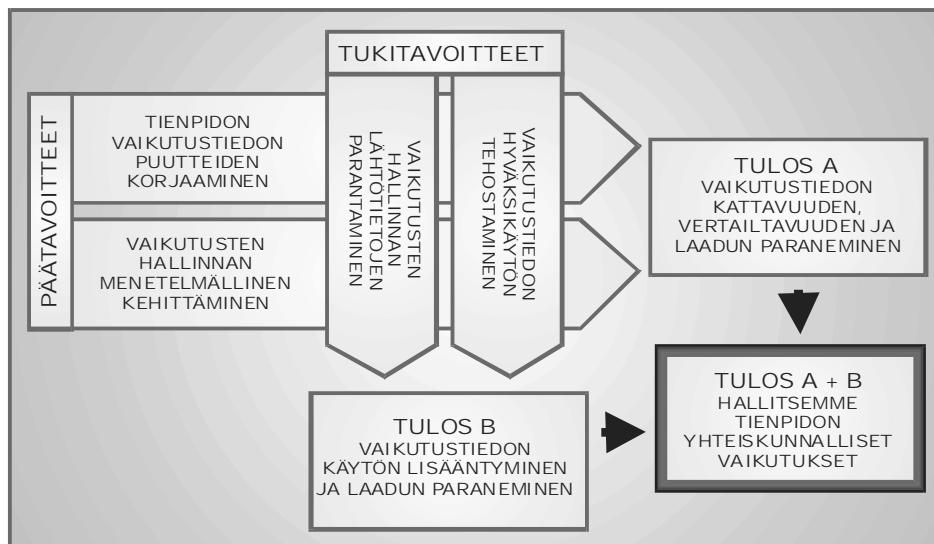 TUKITAVOITTEET
PÄÄTAVOITTEET
TIENPIDON
VAIKUTUSTIEDON
PUUTTEIDEN
KORJAAMINEN
VAIKUTUSTEN
HALLINNAN
MENETELMÄLLINEN
KEHITTÄMINEN
VAIKUTUSTEN
HALLINNAN
LÄHTÖTIETOJEN
PARANTAMINEN
VAIKUTUSTIEDON
HYVÄKSIKÄYTÖN
TEHOSTAMINEN
TULOS A
VAIKUTUSTIEDON
KATTAVUUDEN,
VERTAILTAVUUDEN JA
LAADUN PARANEMINEN
TULOS B
VAIKUTUSTIEDON
KÄYTÖN LISÄÄNTYMINEN
JA LAADUN PARANEMINEN
TULOS A + B
HALLITSEMME
TIENPIDON
YHTEISKUNNALLISET
VAIKUTUKSET